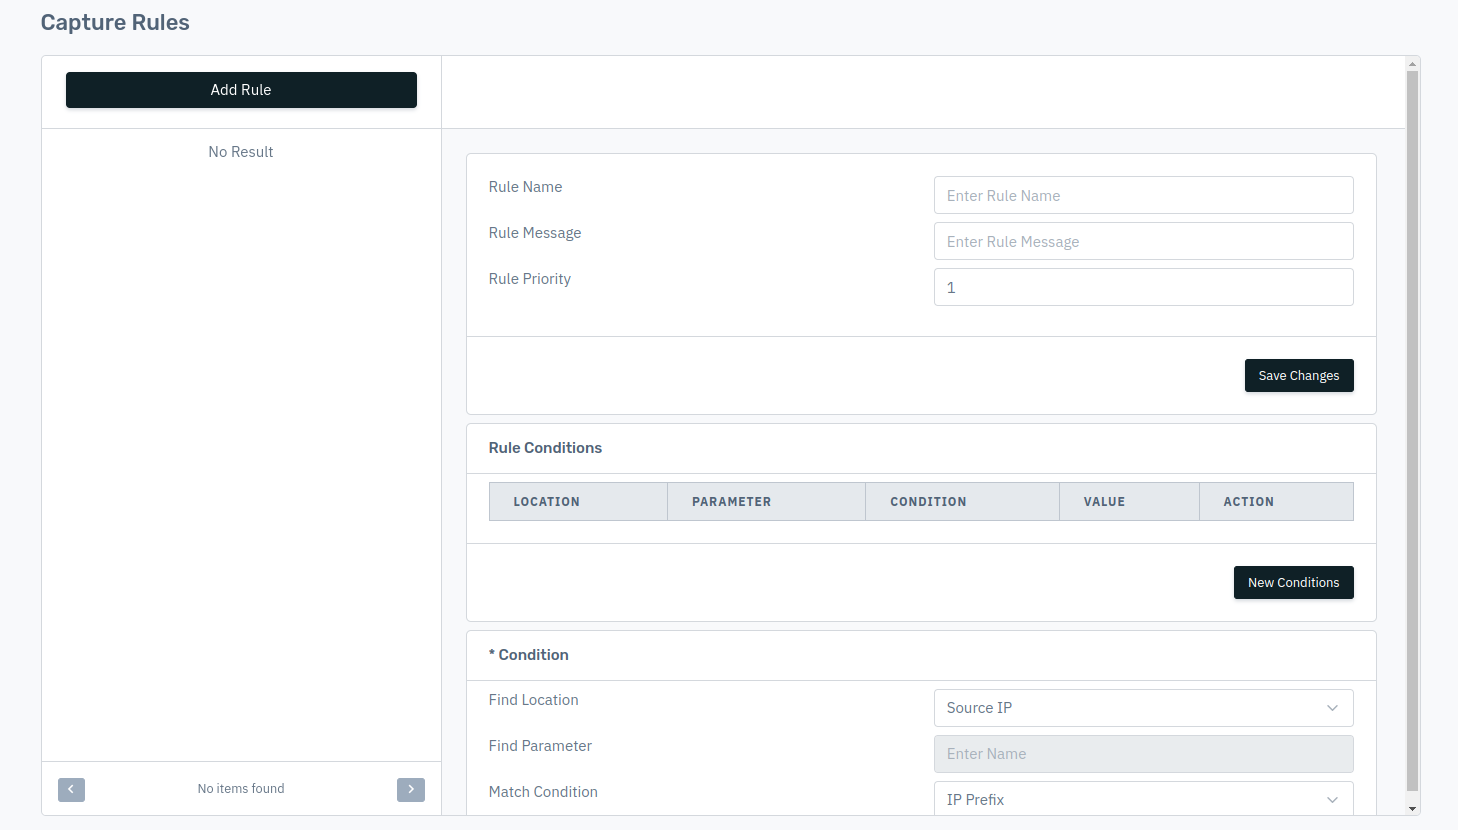 Capture Rules
Add Rule
No Result
No items found
Rule Name
Enter Rule Name
Rule Message
Enter Rule Message
Rule Priority
1
Save Changes
Rule Conditions
LOCATION PARAMETER CONDITION VALUE ACTION
New Conditions
* Condition
Find Location
Source IP
Find Parameter
Enter Name
Match Condition
IP Prefix